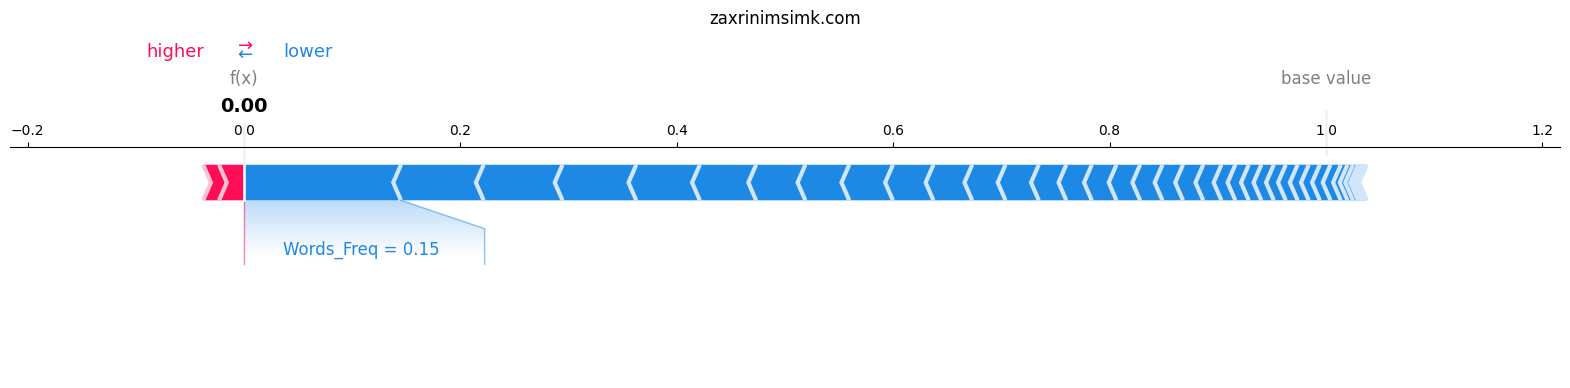 zaxrinimsimk.com
higher ⇄ lower
f(x) base value
0.00
−0.2 0.0 0.2 0.4 0.6 0.8 1.0 1.2
Words_Freq = 0.15